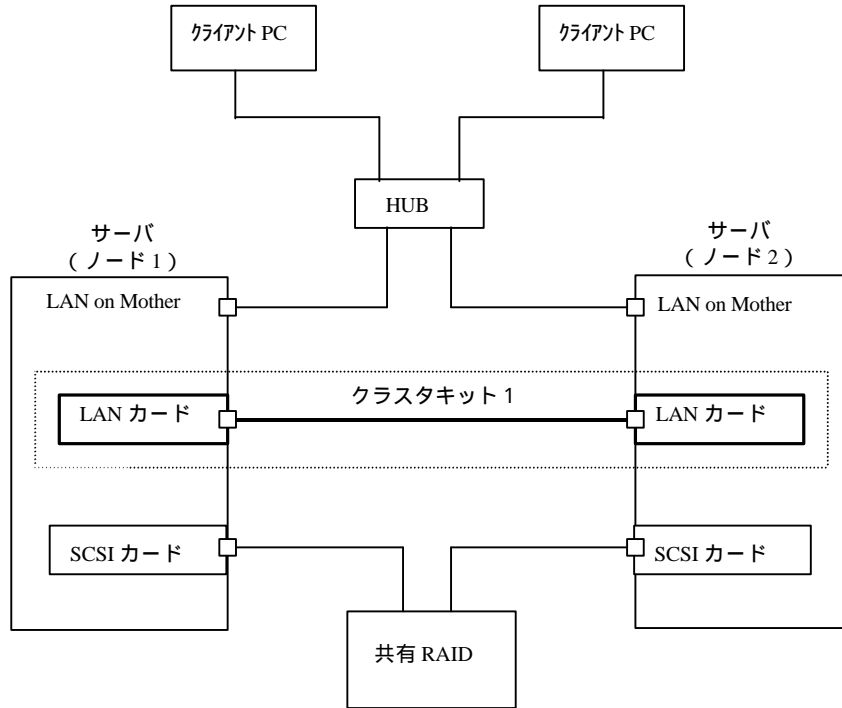 ｸﾗｲｱﾝﾄ PC
ｸﾗｲｱﾝﾄ PC
HUB
サーバ
( ノード 1 )
サーバ
( ノード 2 )
LAN on Mother
LAN on Mother
クラスタキット 1
LAN カード
LAN カード
SCSI カード
SCSI カード
共有 RAID